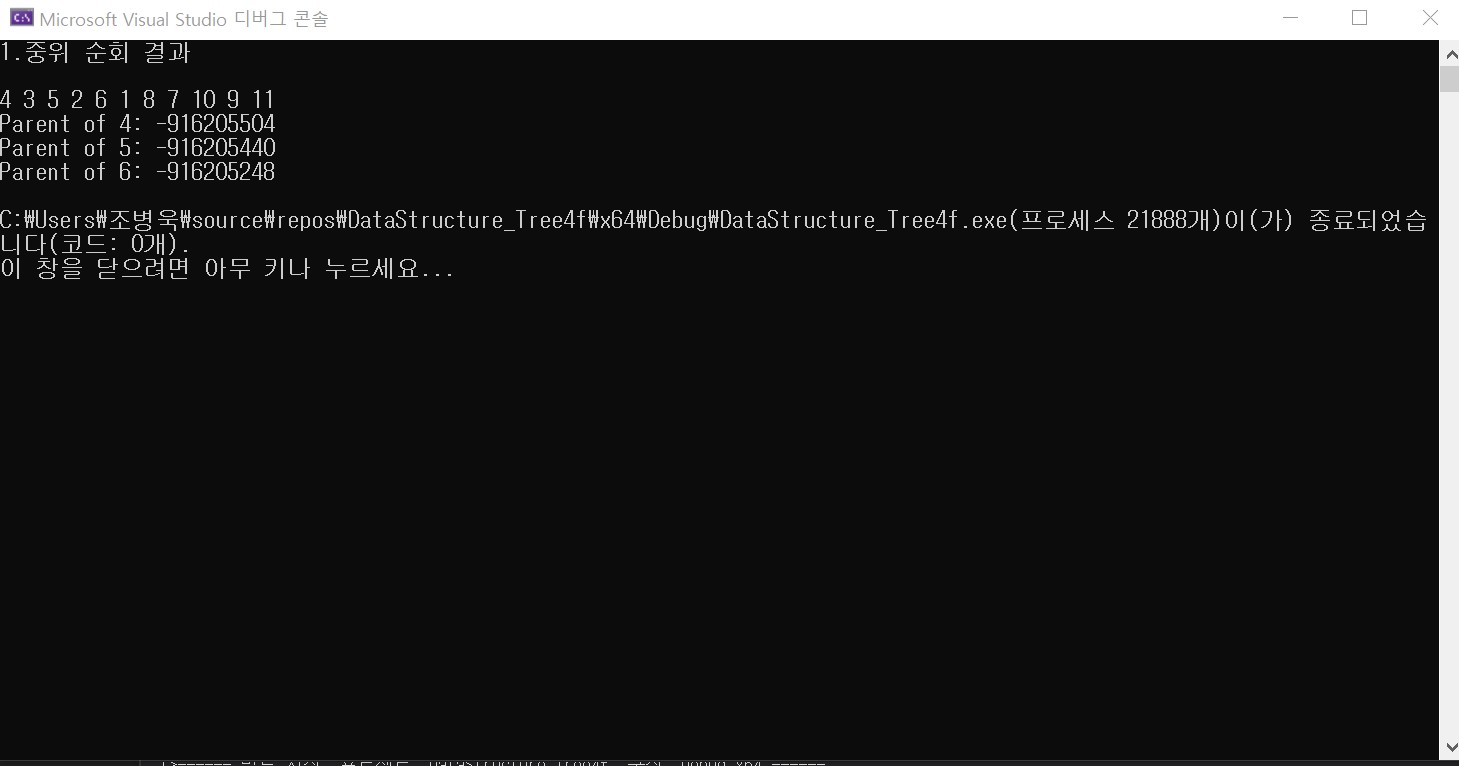 Microsoft Visual Studio 디버그 콘솔
1.중위 순회 결과
4 3 5 2 6 1 8 7 10 9 11
Parent of 4: -916205504
Parent of 5: -916205440
Parent of 6: -916205248
C:₩Users₩조병욱₩source₩repos₩DataStructure_Tree4f₩x64₩Debug₩DataStructure_Tree4f.exe(프로세스 21888개)이(가) 종료되었습
니다(코드: 0개).
이 창을 닫으려면 아무 키나 누르세요...